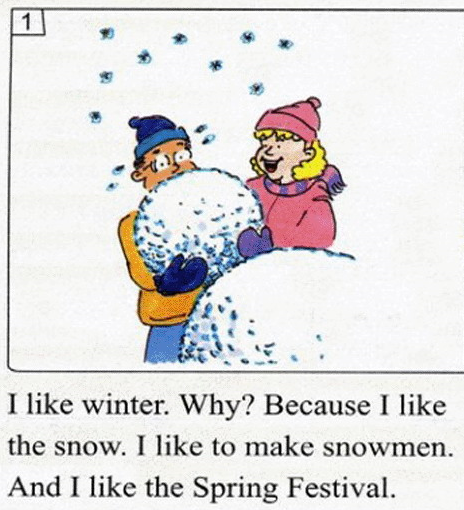 1
I like winter. Why? Because I like
the snow. I like to make snowmen.
And I like the Spring Festival.